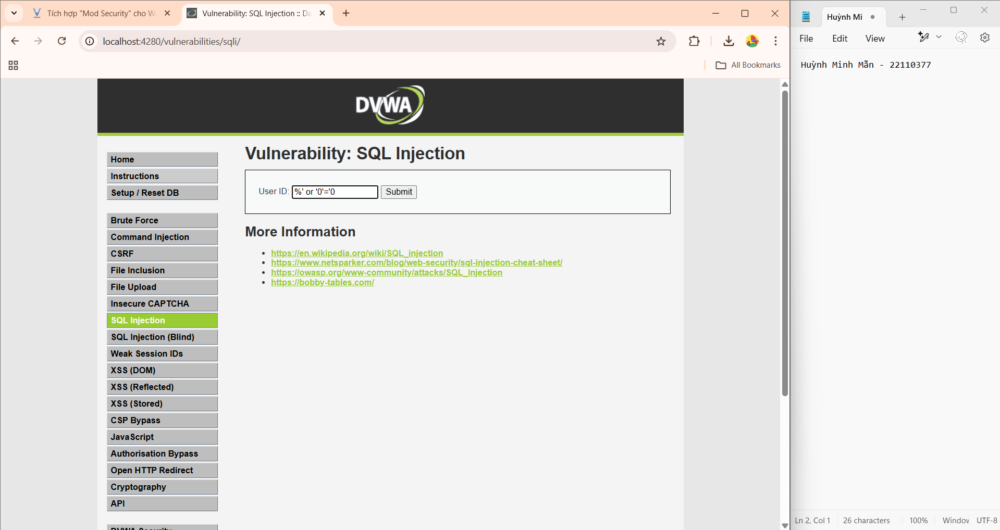 Tích hợp "Mod Security" cho W
Vulnerability: SQL Injection :: Da
localhost:4280/vulnerabilities/sqli/
All Bookmarks
DVWA
Home
Instructions
Setup / Reset DB
Brute Force
Command Injection
CSRF
File Inclusion
File Upload
Insecure CAPTCHA
SQL Injection
SQL Injection (Blind)
Weak Session IDs
XSS (DOM)
XSS (Reflected)
XSS (Stored)
CSP Bypass
JavaScript
Authorisation Bypass
Open HTTP Redirect
Cryptography
API
DVWA Security
Vulnerability: SQL Injection
User ID: %' or '0'='0 Submit
More Information
https://en.wikipedia.org/wiki/SQL_injection
https://www.netsparker.com/blog/web-security/sql-injection-cheat-sheet/
https://owasp.org/www-community/attacks/SQL_Injection
https://bobby-tables.com/
Huỳnh Mi
File Edit View
Huỳnh Minh Mẫn - 22110377
Ln 2, Col 1 26 characters 100% Window UTF-8